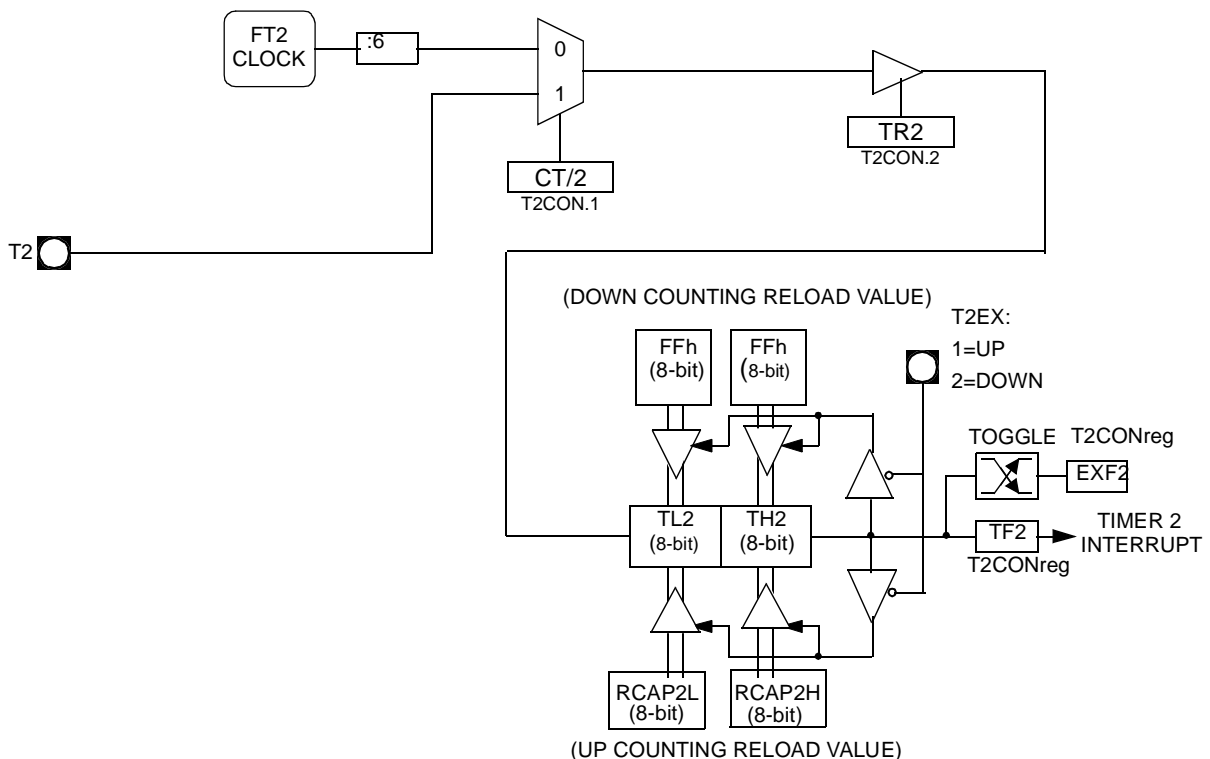 FT2
CLOCK
:6
0
1
TR2
T2CON.2
CT/2
T2CON.1
T2
(DOWN COUNTING RELOAD VALUE)
T2EX:
1=UP
2=DOWN
FFh
(8-bit)
FFh
(8-bit)
TOGGLE
T2CONreg
EXF2
TL2
(8-bit)
TH2
(8-bit)
TF2
T2CONreg
TIMER 2
INTERRUPT
RCAP2L
(8-bit)
RCAP2H
(8-bit)
(UP COUNTING RELOAD VALUE)